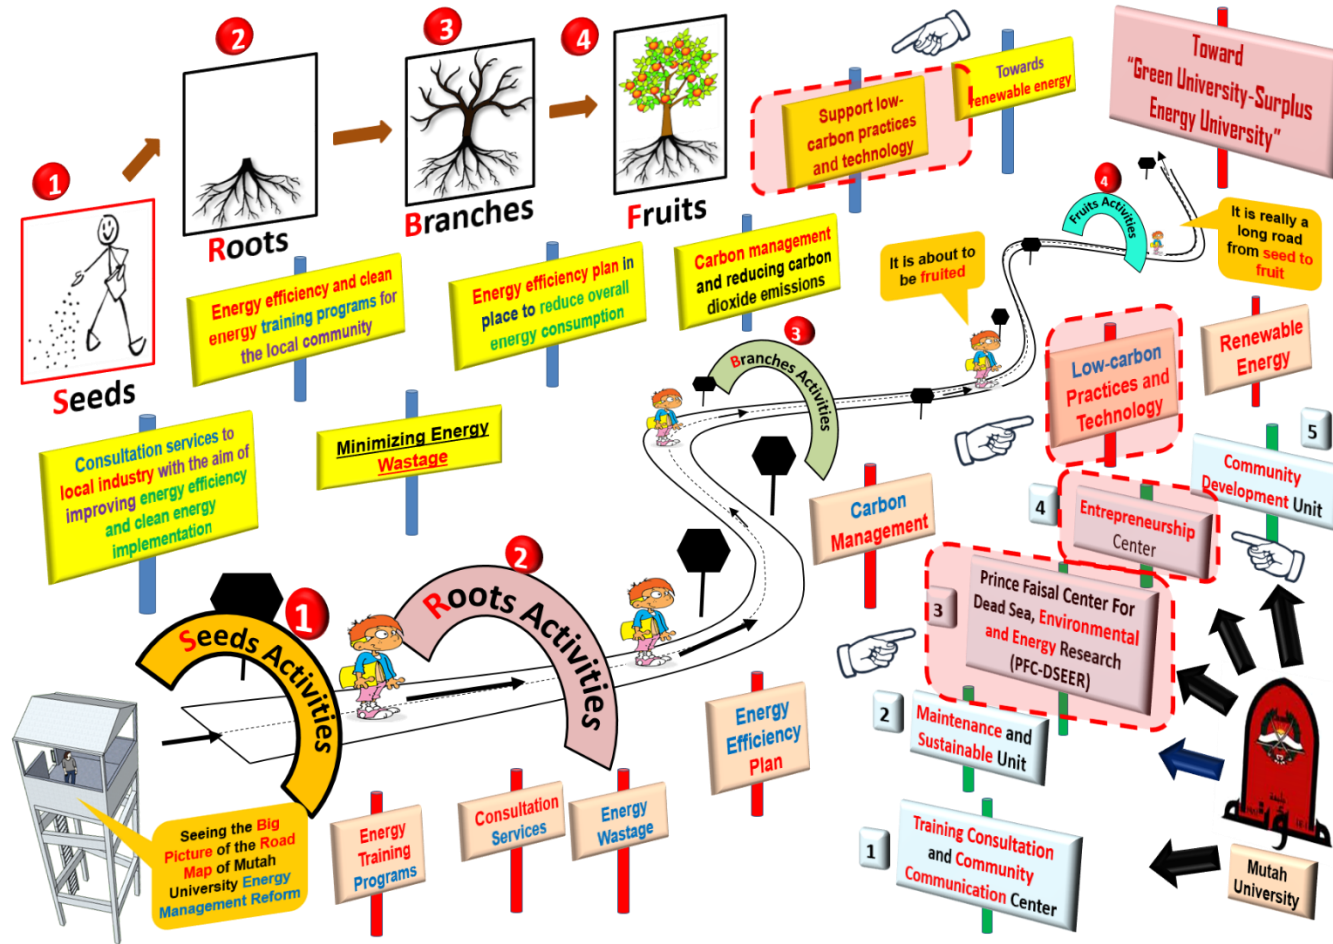 1
Seeds
2
Roots
3
Branches
4
Fruits
Support low-
carbon practices
and technology
Towards
renewable energy
Toward
"Green University-Surplus
Energy University"
Energy efficiency and clean
energy training programs for
the local community
Energy efficiency plan in
place to reduce overall
energy consumption
Carbon management
and reducing carbon
dioxide emissions
It is about to
be fruited
4
Fruits Activities
It is really a
long road
from seed to
fruit
Consultation services to
local industry with the aim of
improving energy efficiency
and clean energy
implementation
Minimizing Energy
Wastage
3
Branches Activities
Low-carbon
Practices and
Technology
Renewable
Energy
5
Community
Development Unit
4
Entrepreneurship
Center
Carbon
Management
3
Prince Faisal Center For
Dead Sea, Environmental
and Energy Research
(PFC-DSEER)
1
Seeds Activities
2
Roots Activities
Energy
Efficiency
Plan
2
Maintenance and
Sustainable Unit
Seeing the Big
Picture of the Road
Map of Mutah
University Energy
Management Reform
Energy
Training
Programs
Consultation
Services
Energy
Wastage
1
Training Consultation
and Community
Communication Center
جامعة
مؤتة
Mutah
University